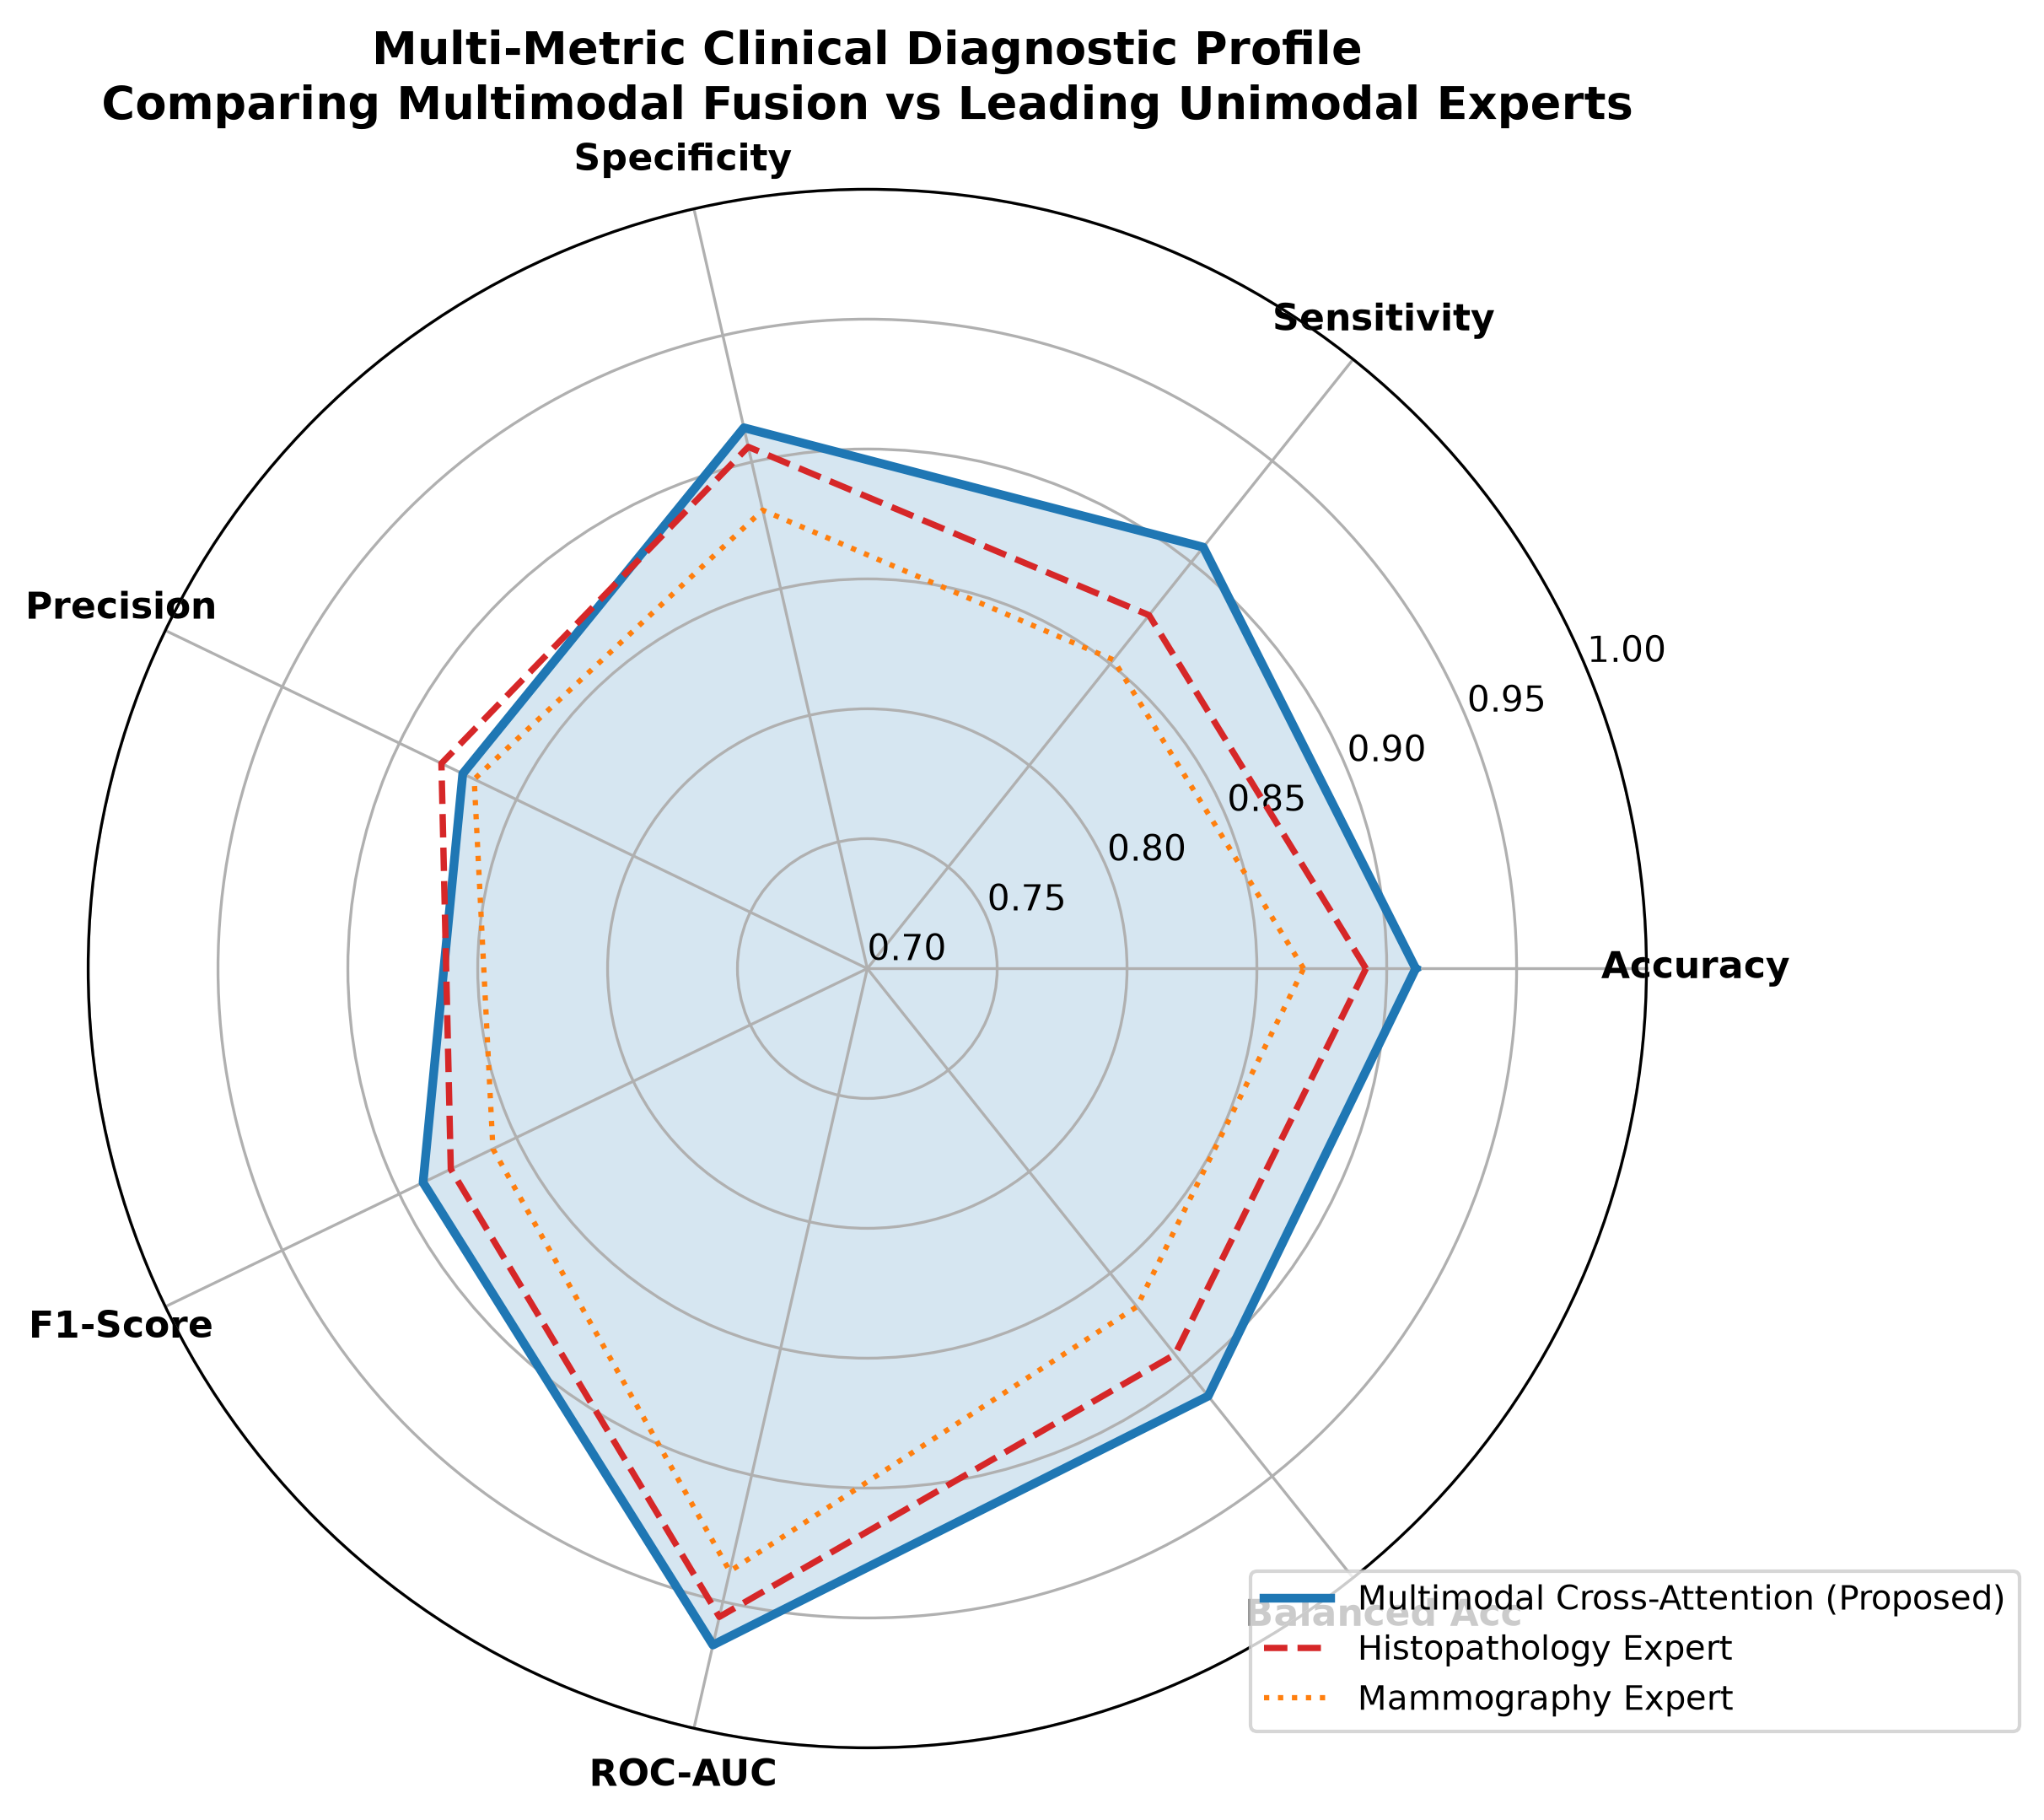 Multi-Metric Clinical Diagnostic Profile
Comparing Multimodal Fusion vs Leading Unimodal Experts
Specificity
Sensitivity
Precision
1.00
0.95
0.90
0.85
0.80
0.75
0.70
Accuracy
F1-Score
Balanced Acc
Multimodal Cross-Attention (Proposed)
Histopathology Expert
Mammography Expert
ROC-AUC